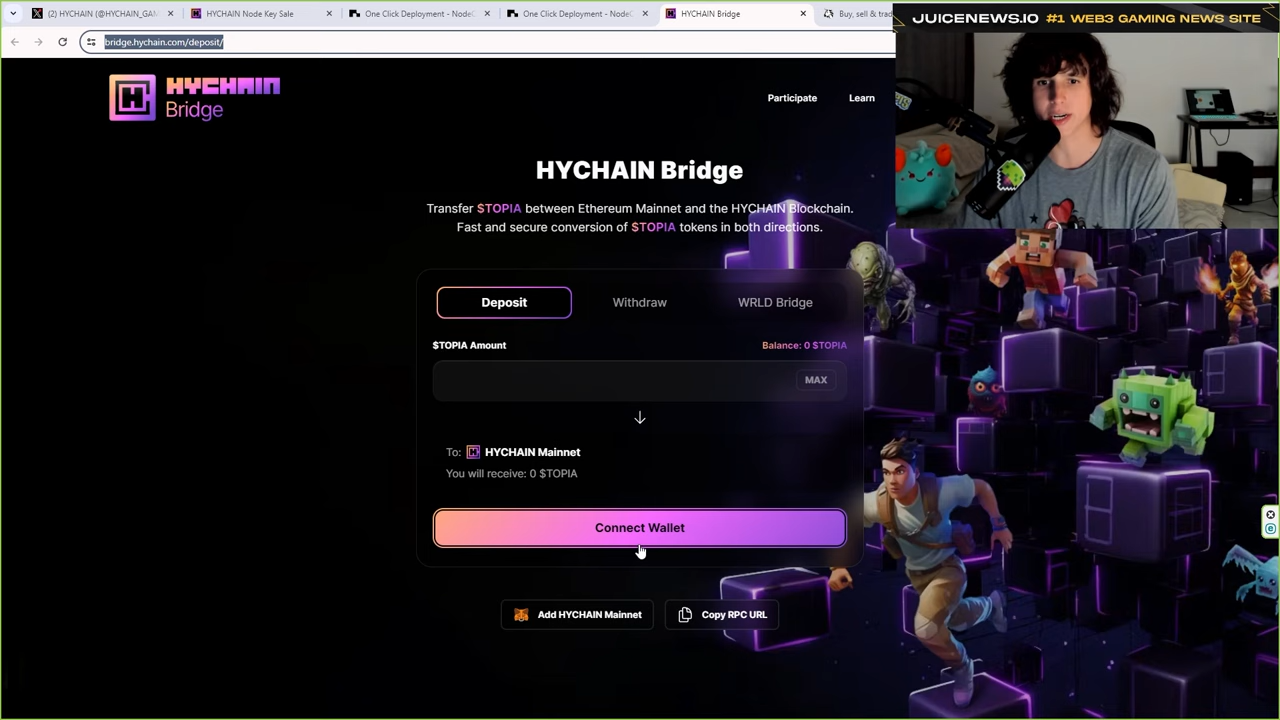 (2) HYCHAIN (@HYCHAIN_GAM
HYCHAIN Node Key Sale
One Click Deployment - NodeO
One Click Deployment - NodeO
HYCHAIN Bridge
Buy, sell & trad
JUICENEWS.IO #1 WEB3 GAMING NEWS SITE
bridge.hychain.com/deposit/
HYCHAIN
Bridge
Participate
Learn
HYCHAIN Bridge
Transfer $TOPIA between Ethereum Mainnet and the HYCHAIN Blockchain.
Fast and secure conversion of $TOPIA tokens in both directions.
Deposit
Withdraw
WRLD Bridge
$TOPIA Amount
Balance: 0 $TOPIA
MAX
To: HYCHAIN Mainnet
You will receive: 0 $TOPIA
Connect Wallet
Add HYCHAIN Mainnet
Copy RPC URL